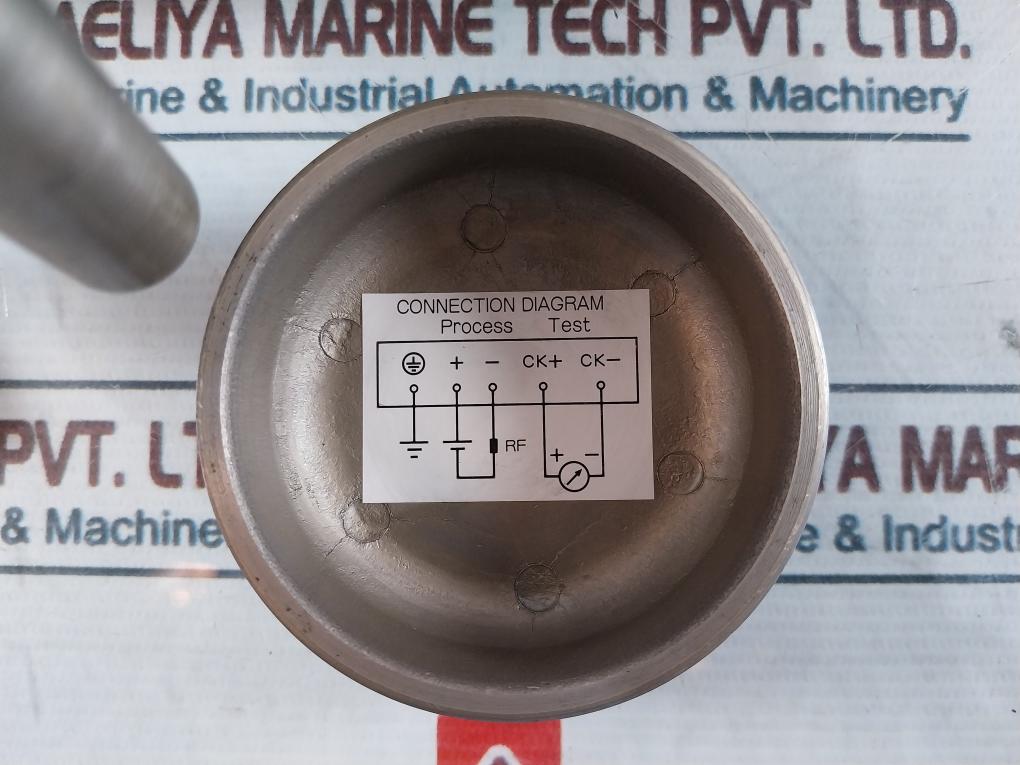 AELIYA MARINE TECH PVT. LTD.
ine & Industrial Automation & Machinery
CONNECTION DIAGRAM
Process Test
+ − CK+ CK−
RF
+ −
PVT. LT
YA MAR
& Machine
e & Indust